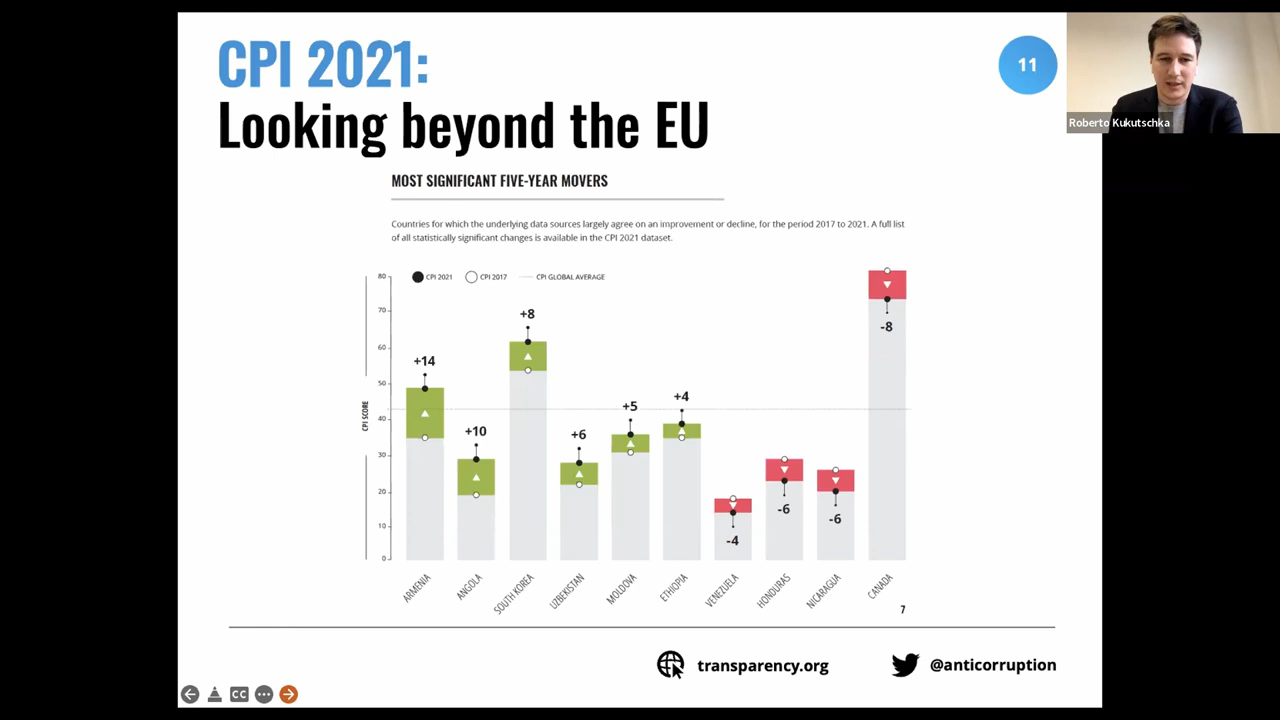 CPI 2021:
Looking beyond the EU
11
Roberto Kukutschka
MOST SIGNIFICANT FIVE-YEAR MOVERS
Countries for which the underlying data sources largely agree on an improvement or decline, for the period 2017 to 2021. A full list
of all statistically significant changes is available in the CPI 2021 dataset.
CPI 2021 CPI 2017 CPI GLOBAL AVERAGE
CPI SCORE
80
70
60
50
40
30
20
10
0
+14
+10
+8
+6
+5
+4
-4
-6
-6
-8
ARMENIA
ANGOLA
SOUTH KOREA
UZBEKISTAN
MOLDOVA
ETHIOPIA
VENEZUELA
HONDURAS
NICARAGUA
CANADA
7
transparency.org
@anticorruption
CC